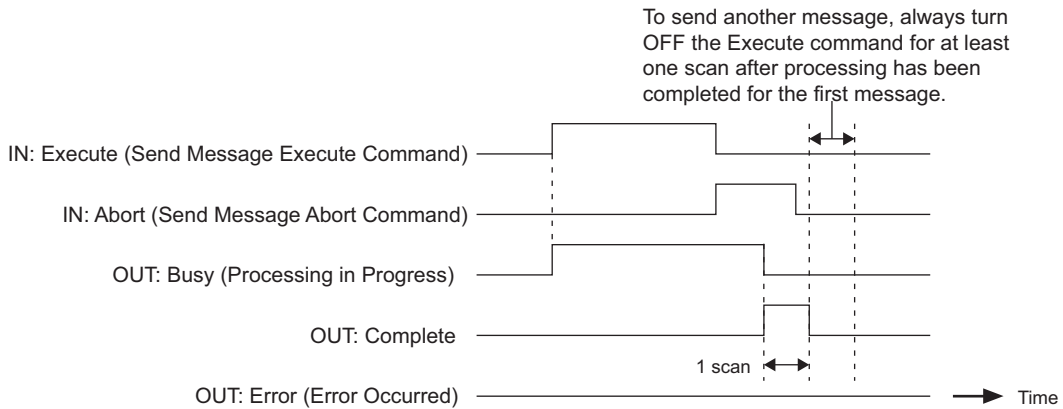 To send another message, always turn
OFF the Execute command for at least
one scan after processing has been
completed for the first message.
IN: Execute (Send Message Execute Command)
IN: Abort (Send Message Abort Command)
OUT: Busy (Processing in Progress)
OUT: Complete
1 scan
OUT: Error (Error Occurred)
Time